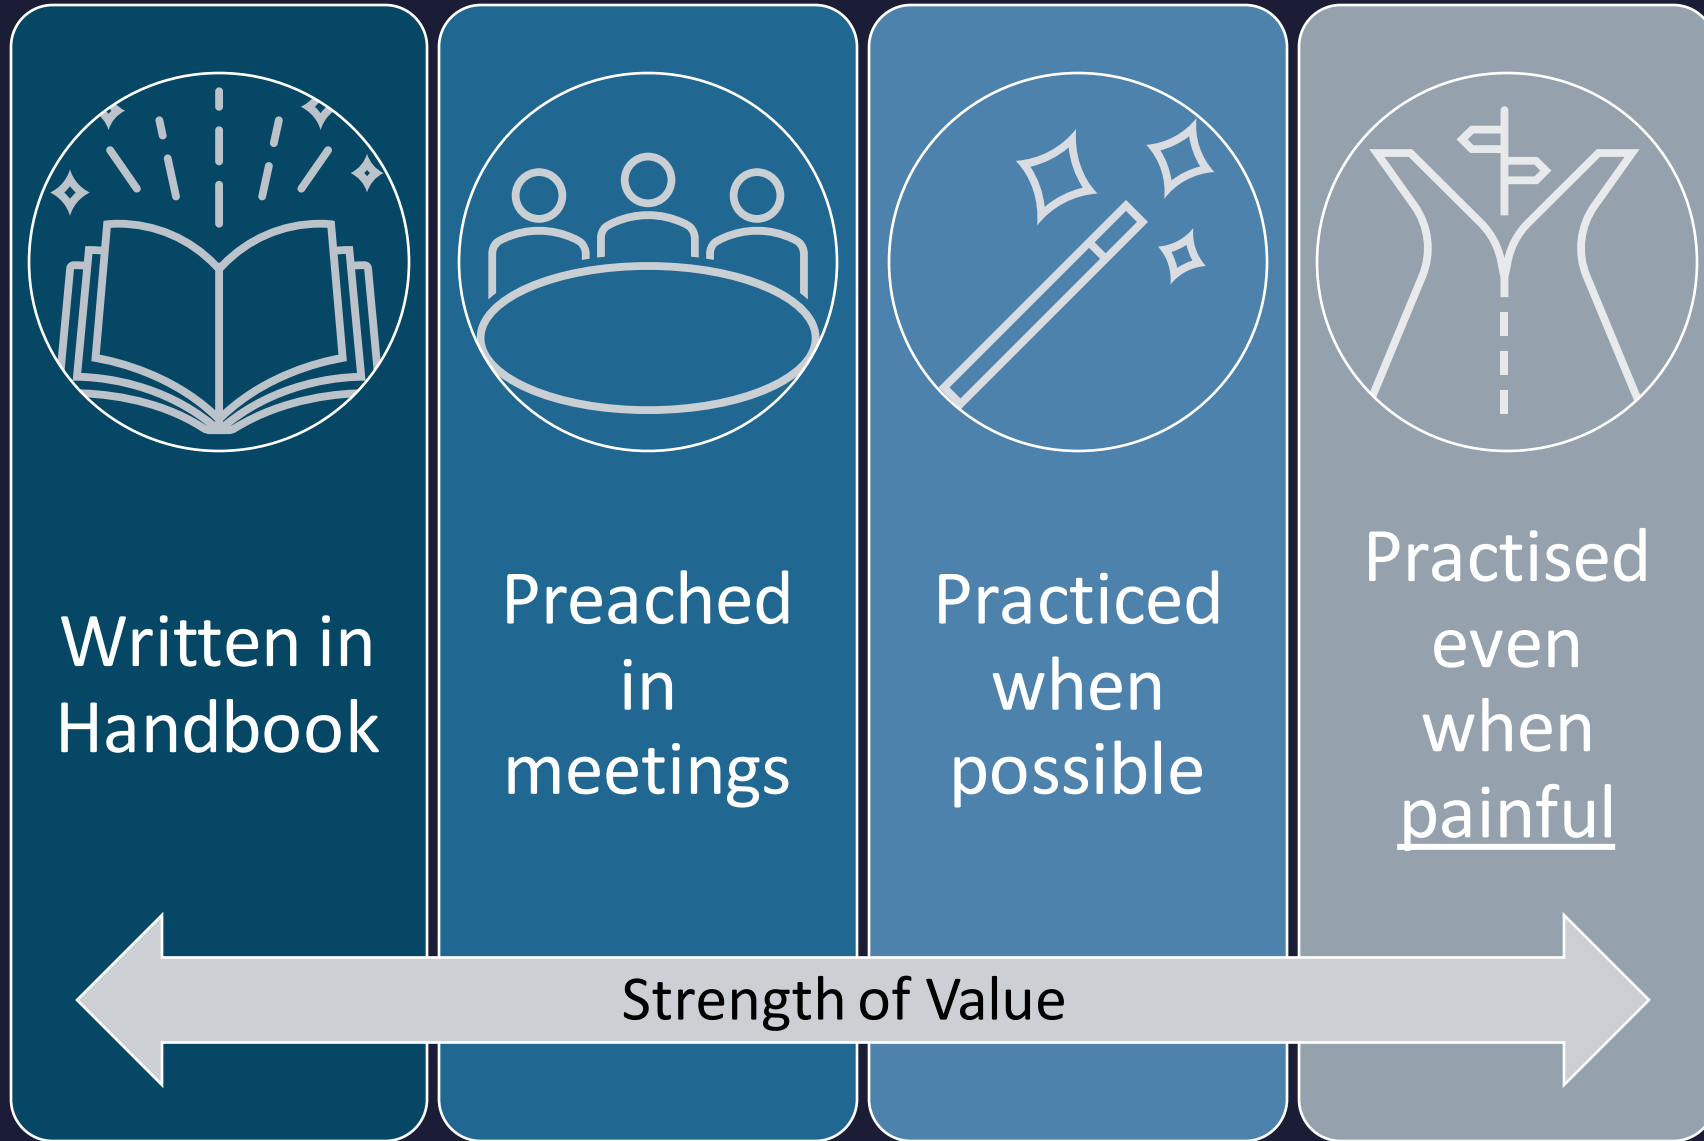 Written in
Handbook
Preached
in
meetings
Practiced
when
possible
Practised
even
when
painful
Strength of Value